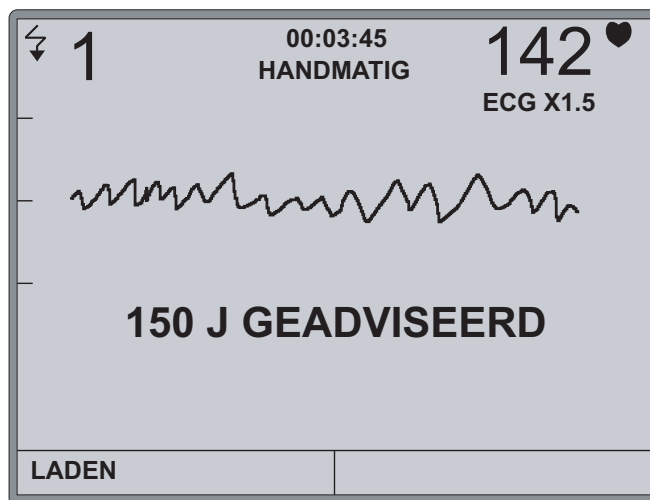 1
00:03:45
HANDMATIG
142
ECG X1.5
150 J GEADVISEERD
LADEN